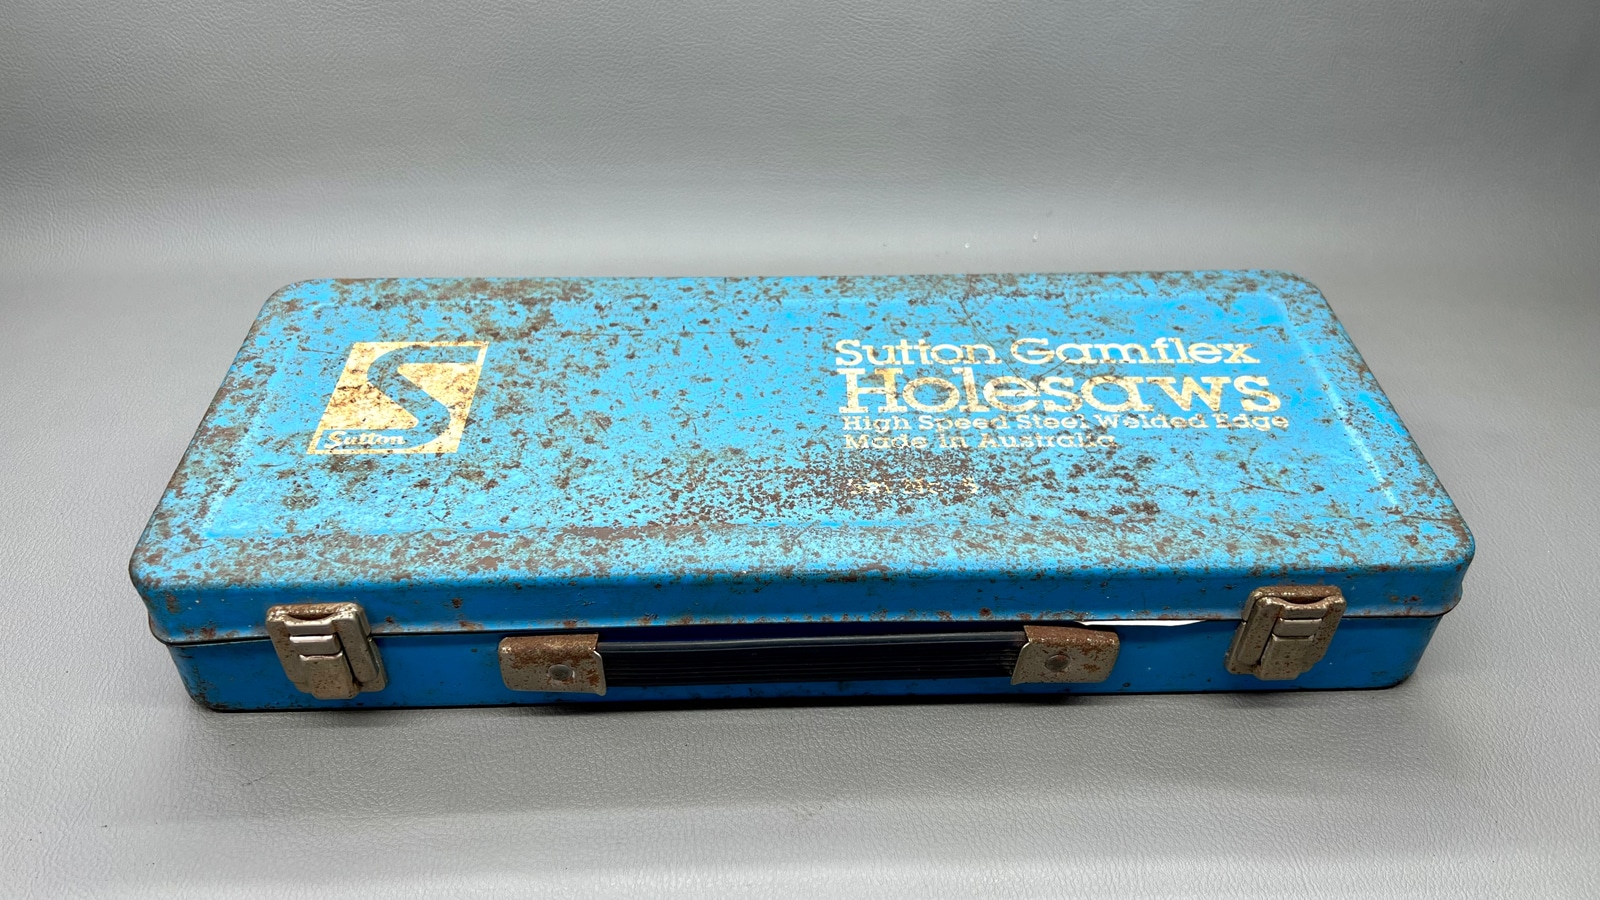 Sutton
Sutton Gamflex
Holesaws
High Speed Steel Welded Edge
Made in Australia